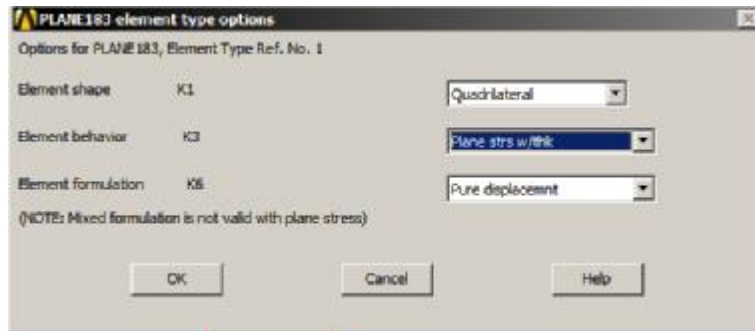 PLANE183 element type options
Options for PLANE183, Element Type Ref. No. 1
Element shape K1 Quadrilateral
Element behavior K3 Plane strs w/thk
Element formulation K6 Pure displacemnt
(NOTE: Mixed formulation is not valid with plane stress)
OK Cancel Help